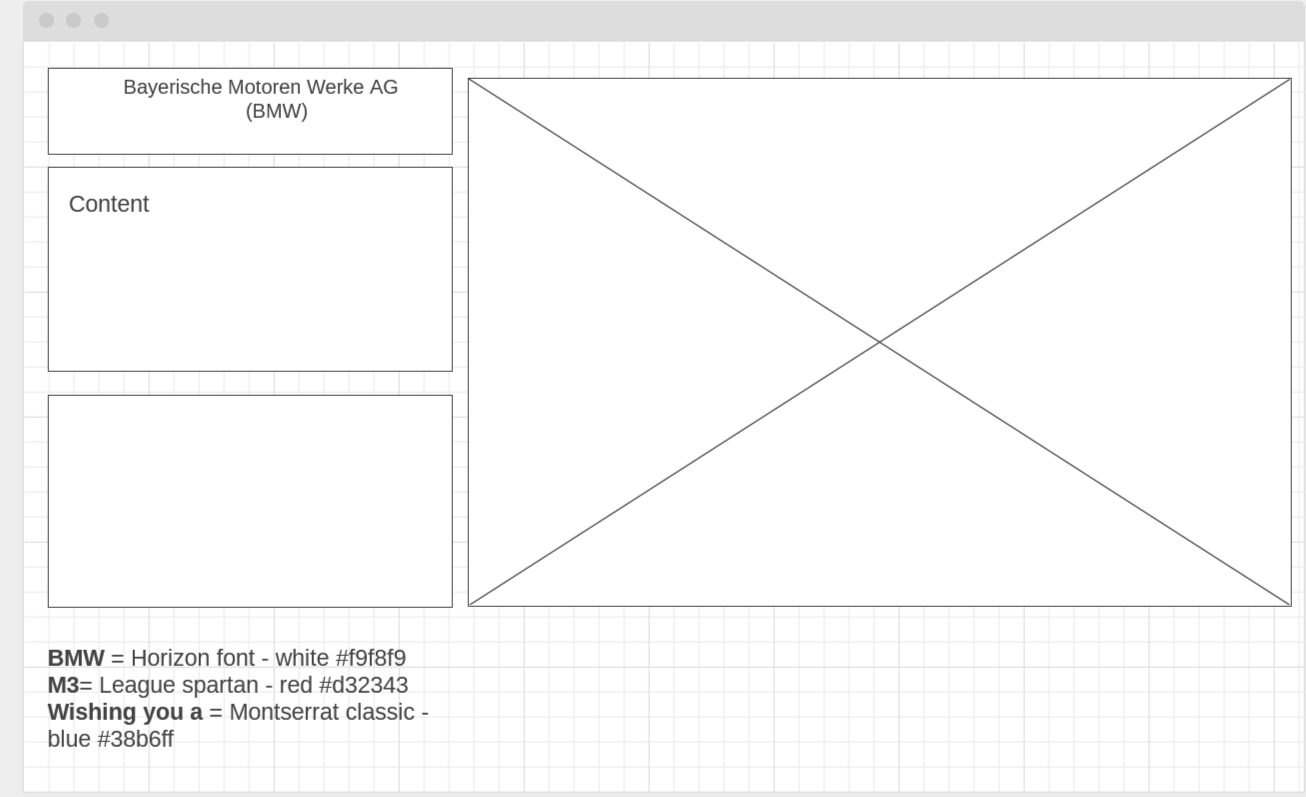 Bayerische Motoren Werke AG
(BMW)
Content
BMW = Horizon font - white #f9f8f9
M3= League spartan - red #d32343
Wishing you a = Montserrat classic -
blue #38b6ff